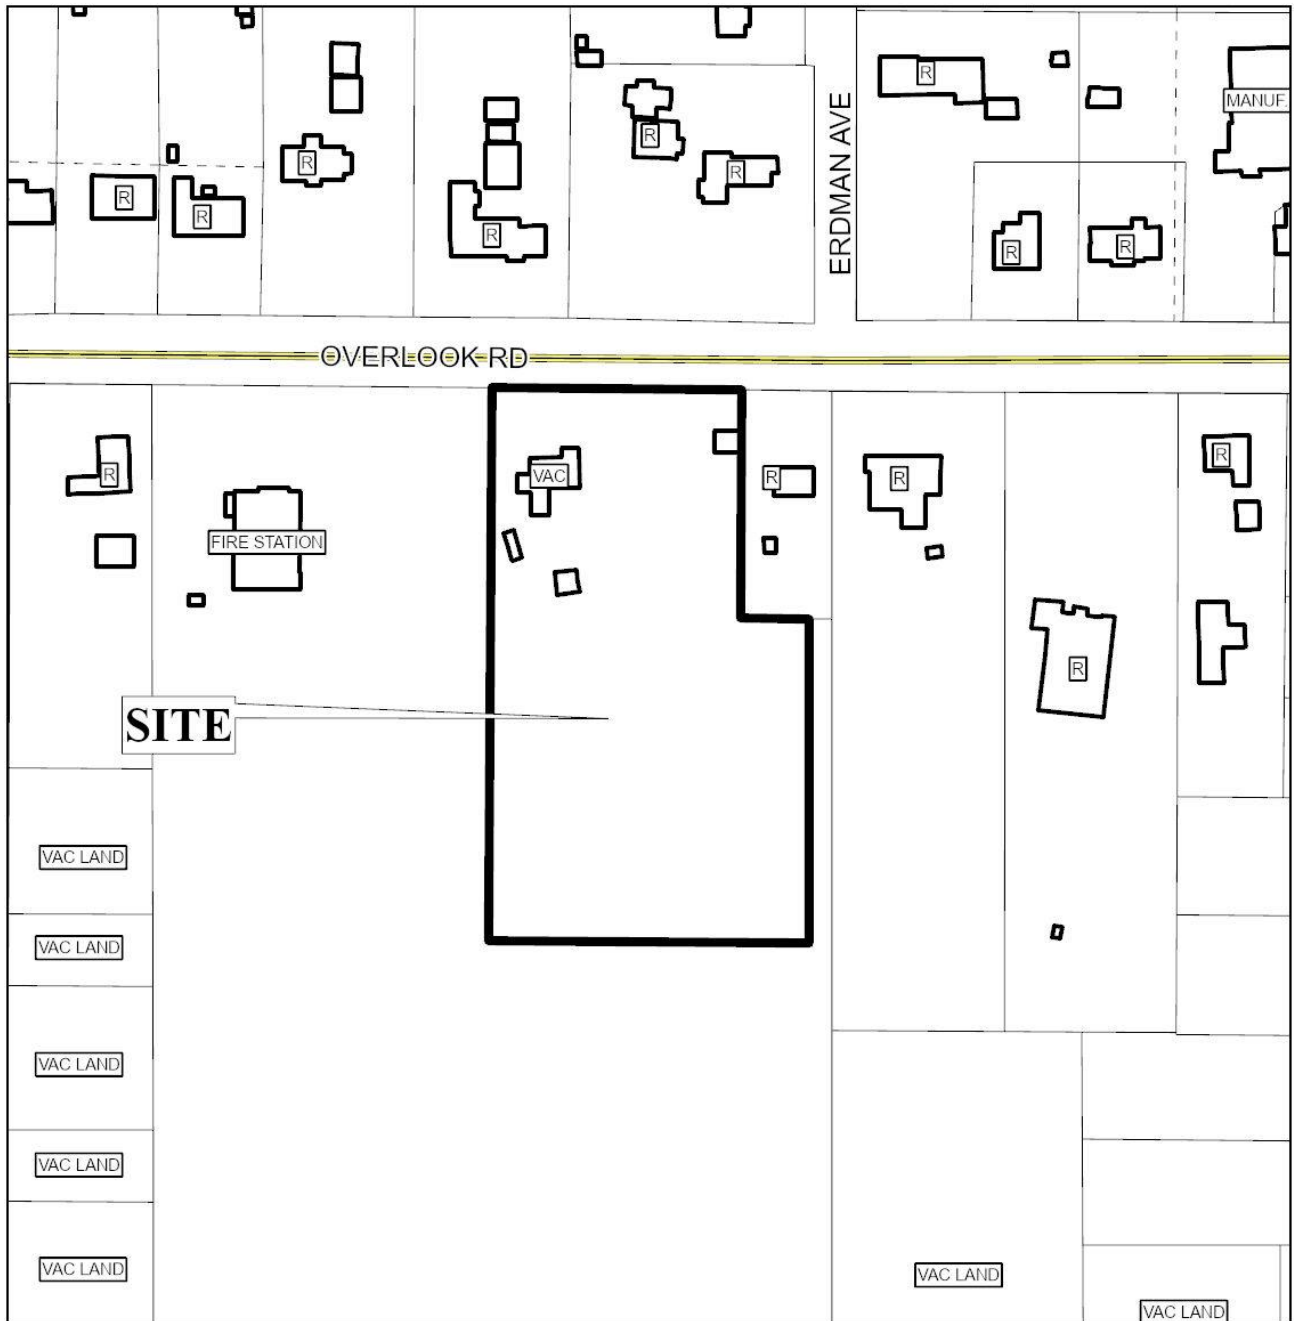 R
MANUF.
R
ERDMAN AVE
R
R
R
R
R
R
R
R
OVERLOOK RD
R
R
VAC
R
R
FIRE STATION
R
SITE
VAC LAND
VAC LAND
VAC LAND
VAC LAND
VAC LAND
VAC LAND
VAC LAND